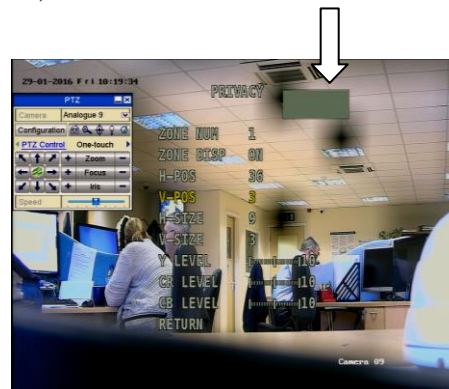 29-01-2016 Fri 10:19:34
PTZ
Camera Analogue 9
Configuration
PTZ Control One-touch
+ Zoom -
+ Focus -
+ Iris -
Speed
PRIVACY
ZONE NUM 1
ZONE DISP ON
H-POS 36
V-POS 3
H-SIZE 9
V-SIZE 3
Y LEVEL 10
CR LEVEL 10
CB LEVEL 10
RETURN
Camera 09